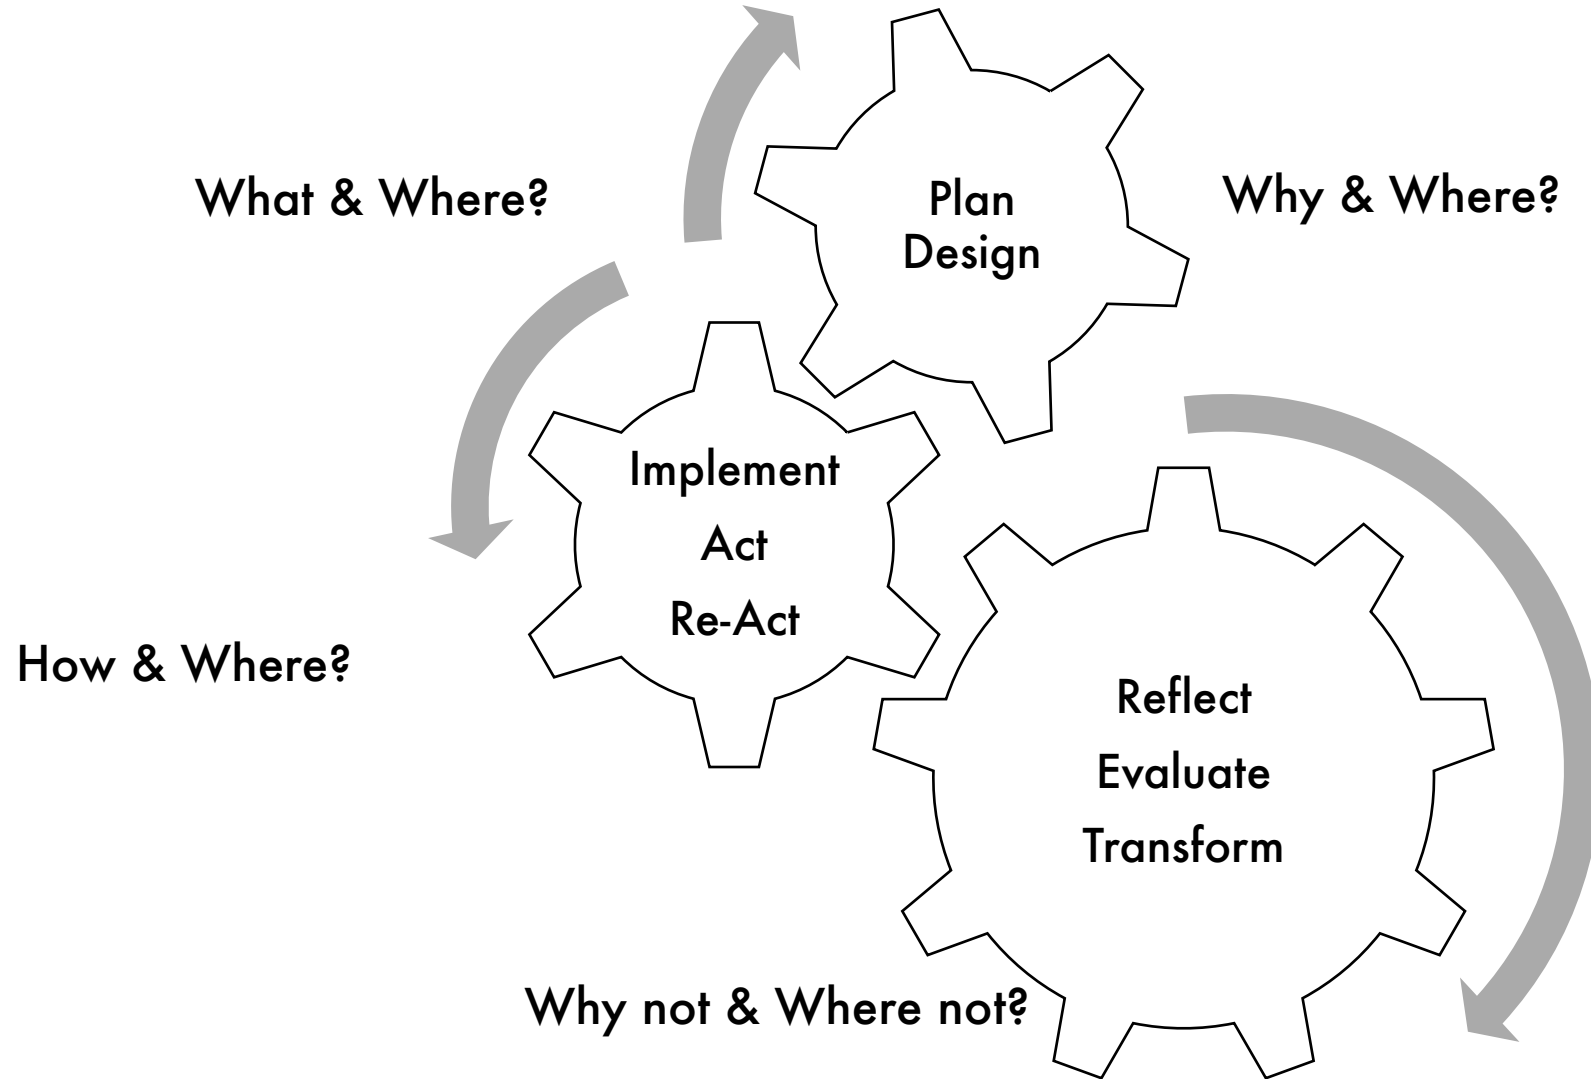 What & Where?
Plan
Design
Why & Where?
Implement
Act
Re-Act
How & Where?
Reflect
Evaluate
Transform
Why not & Where not?